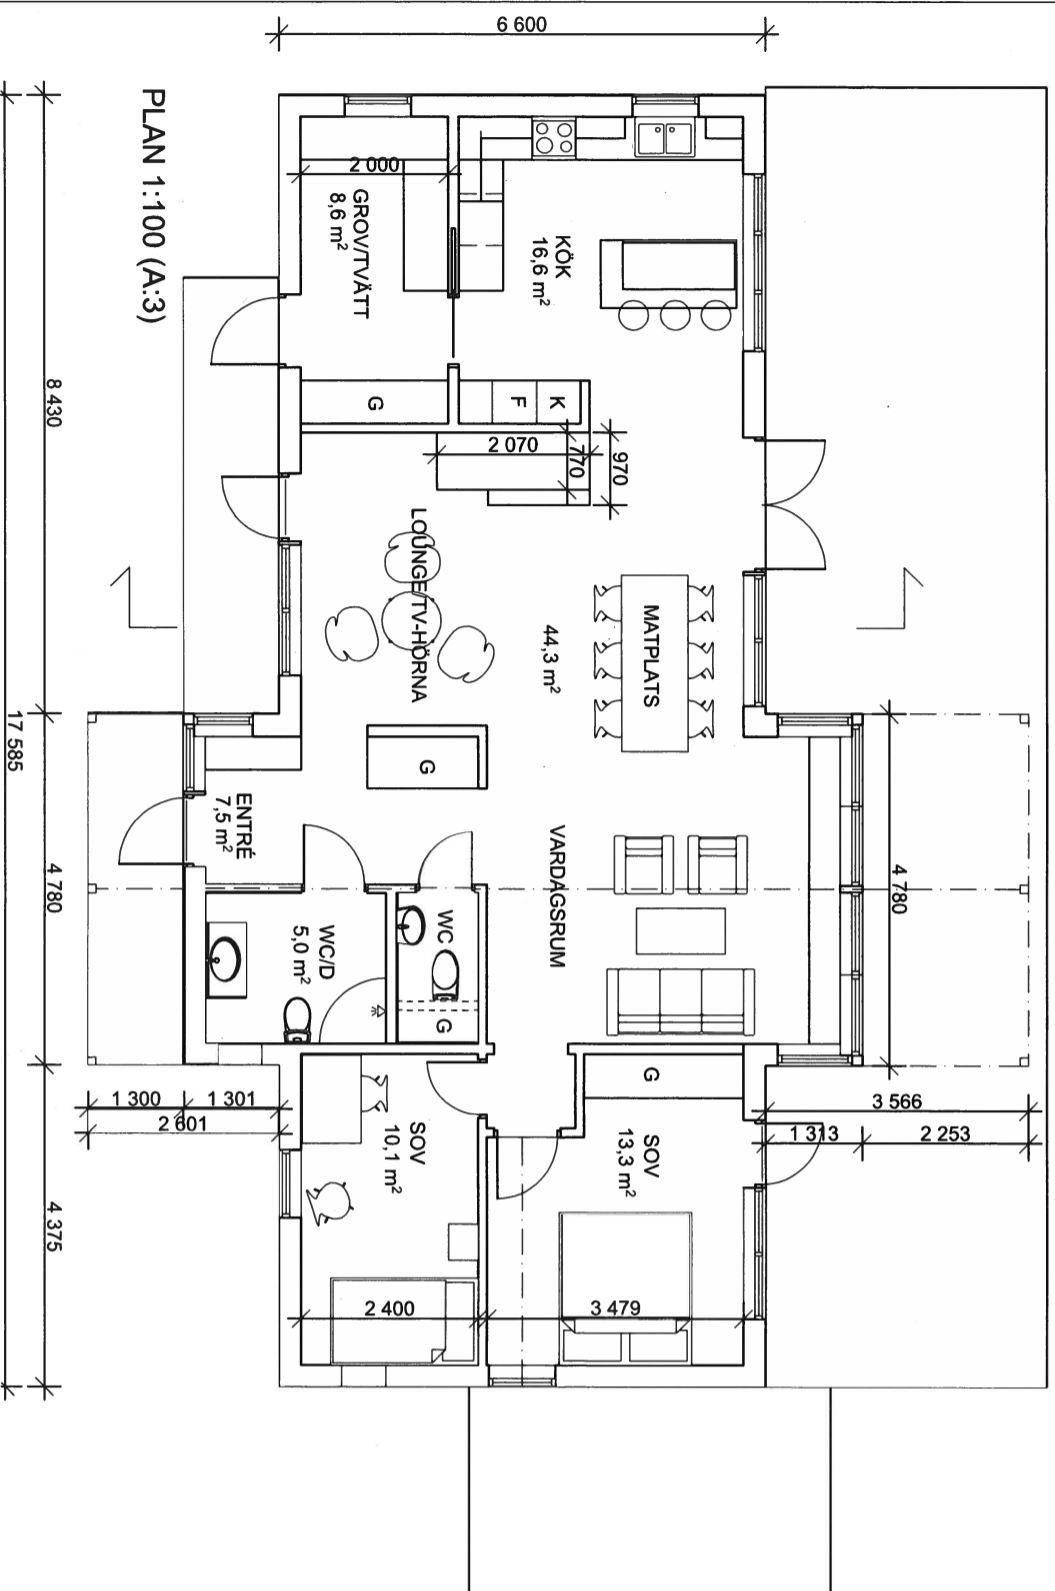 6 600
PLAN 1:100 (A:3)
2 000
GROV/TVÄTT
8,6 m²
KÖK
16,6 m²
G
F
K
8 430
2 070
770
970
LOUNGE/TV-HÖRNA
44,3 m²
MATPLATS
17 585
4 780
G
ENTRÉ
7,5 m²
VARDAGSRUM
4 780
WC/D
5,0 m²
WC
G
1 300
1 301
2 601
G
3 566
1 313
2 253
SOV
10,1 m²
SOV
13,3 m²
4 375
2 400
3 479